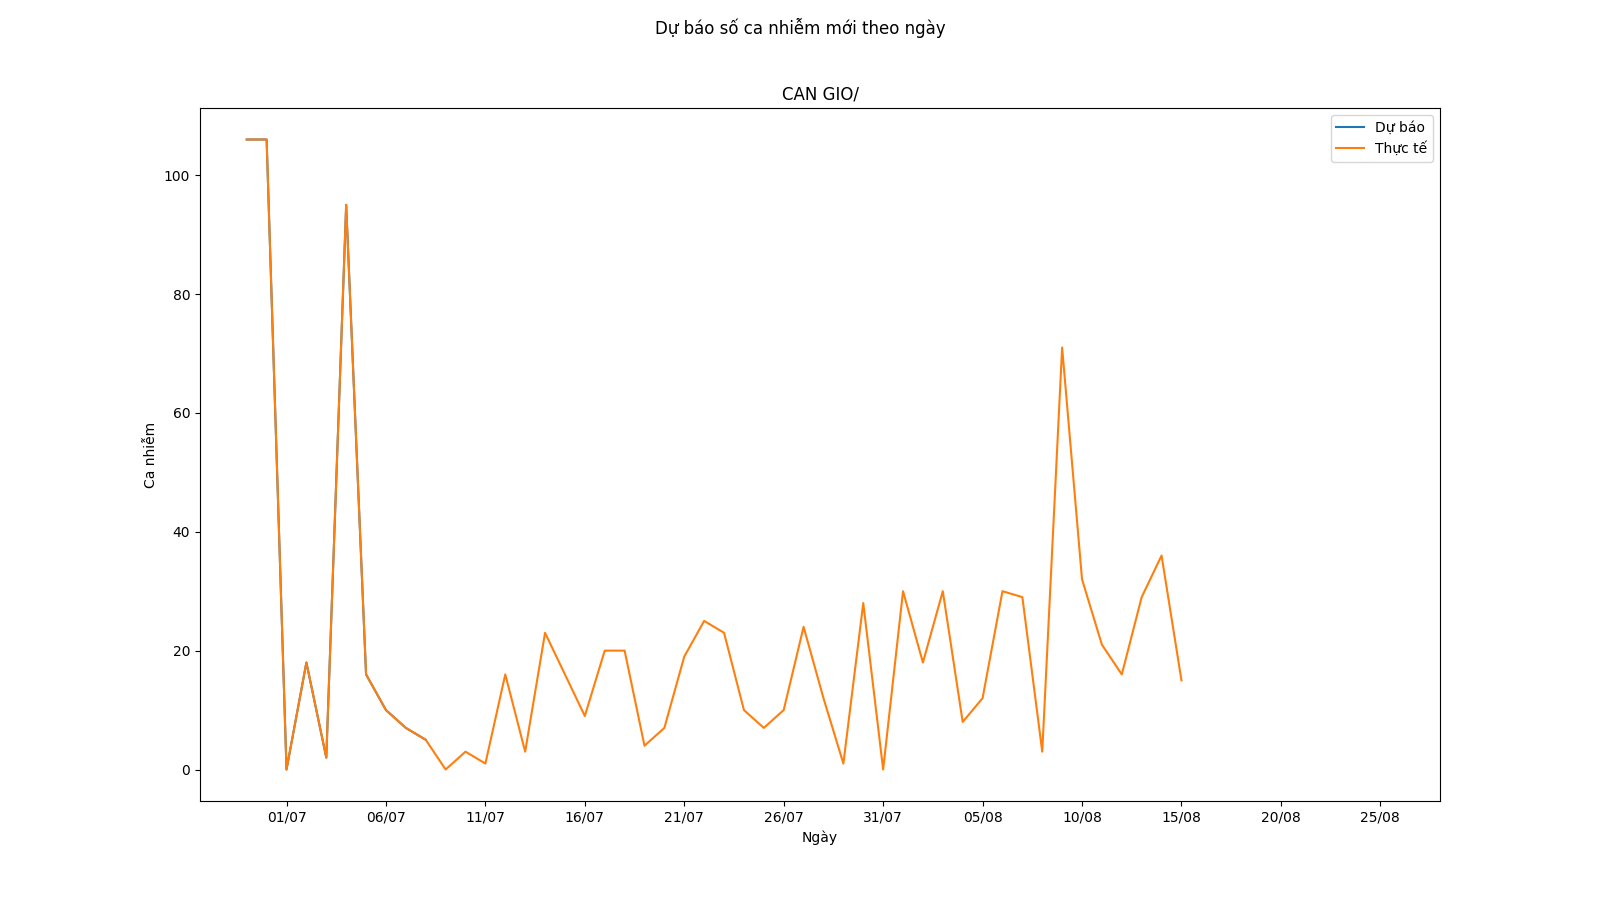 Dự báo số ca nhiễm mới theo ngày
CAN GIO/
Dự báo
Thực tế
100
80
60
40
20
0
Ca nhiễm
01/07 06/07 11/07 16/07 21/07 26/07 31/07 05/08 10/08 15/08 20/08 25/08
Ngày